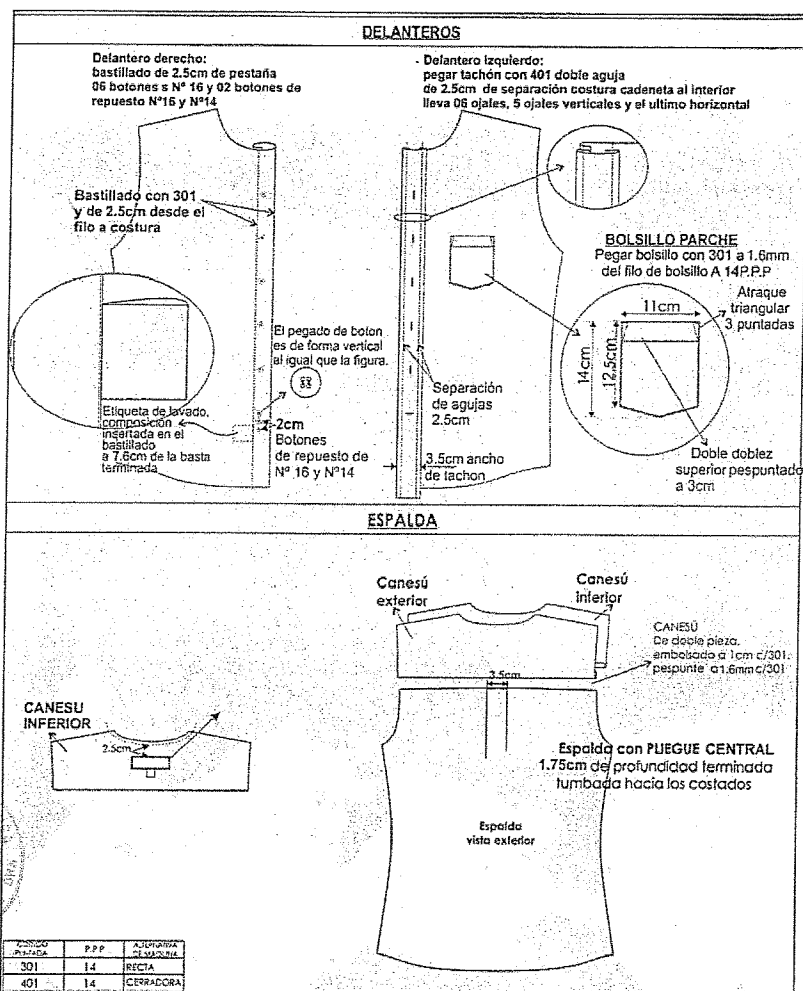 DELANTEROS
Delantero derecho:
bastillado de 2.5cm de pestaña
06 botones s N° 16 y 02 botones de
repuesto N°16 y N°14
- Delantero Izquierdo:
pegar tachón con 401 doble aguja
de 2.5cm de separación costura cadeneta al interior
lleva 06 ojales, 5 ojales verticales y el ultimo horizontal
Bastillado con 301
y de 2.5cm desde el
filo a costura
BOLSILLO PARCHE
Pegar bolsillo con 301 a 1.6mm
del filo de bolsillo A 14P.P.P
Atraque
triangular
3 puntadas
11cm
14cm
12.5cm
El pegado de boton
es de forma vertical
al igual que la figura.
Separación
de agujas
2.5cm
Etiqueta de lavado,
composición
insertada en el
bastillado
a 7.6cm de la basta
terminada
2cm
Botones
de repuesto de
N° 16 y N°14
3.5cm ancho
de tachon
Doble doblez
superior pespuntado
a 3cm
ESPALDA
Canesú
exterior
Canesú
inferior
CANESÚ
De doble pieza,
embolsado a 1cm c/301.
pespunte a1.6mm c/301
3.5cm
CANESU
INFERIOR
2.5cm
Espalda con PLIEGUE CENTRAL
1.75cm de profundidad terminada
tumbada hacia los costados
Espalda
vista exterior
P.P.P
301 14 RECTA
401 14 CERRADORA